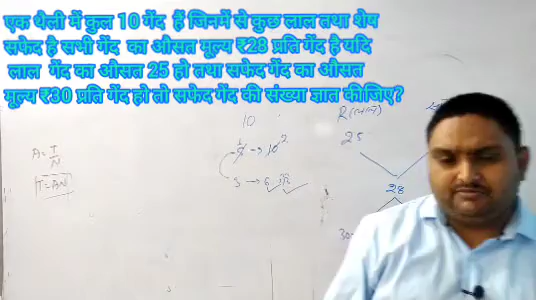 एक थैली में कुल 10 गेंद हैं जिनमें से कुछ लाल तथा शेष
सफेद है सभी गेंद का औसत मूल्य ₹28 प्रति गेंद है यदि
लाल गेंद का औसत 25 हो तथा सफेद गेंद का औसत
मूल्य ₹30 प्रति गेंद हो तो सफेद गेंद की संख्या ज्ञात कीजिए?
10
R(लाल)
25
A = T/N
T = AN
28